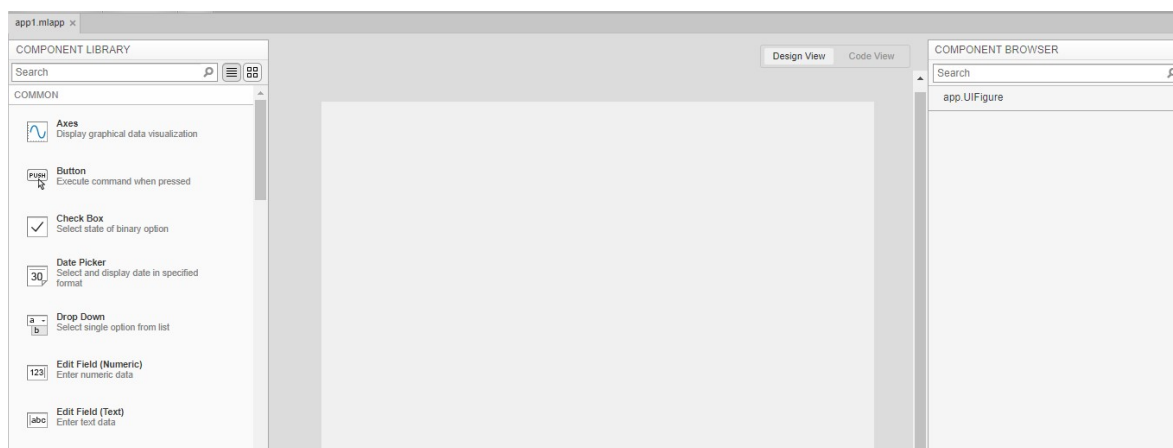 app1.mlapp ×
COMPONENT LIBRARY
Search
COMMON
Axes
Display graphical data visualization
PUSH
Button
Execute command when pressed
Check Box
Select state of binary option
30
Date Picker
Select and display date in specified
format
a
b
Drop Down
Select single option from list
123
Edit Field (Numeric)
Enter numeric data
abc
Edit Field (Text)
Enter text data
Design View Code View
COMPONENT BROWSER
Search
app.UIFigure